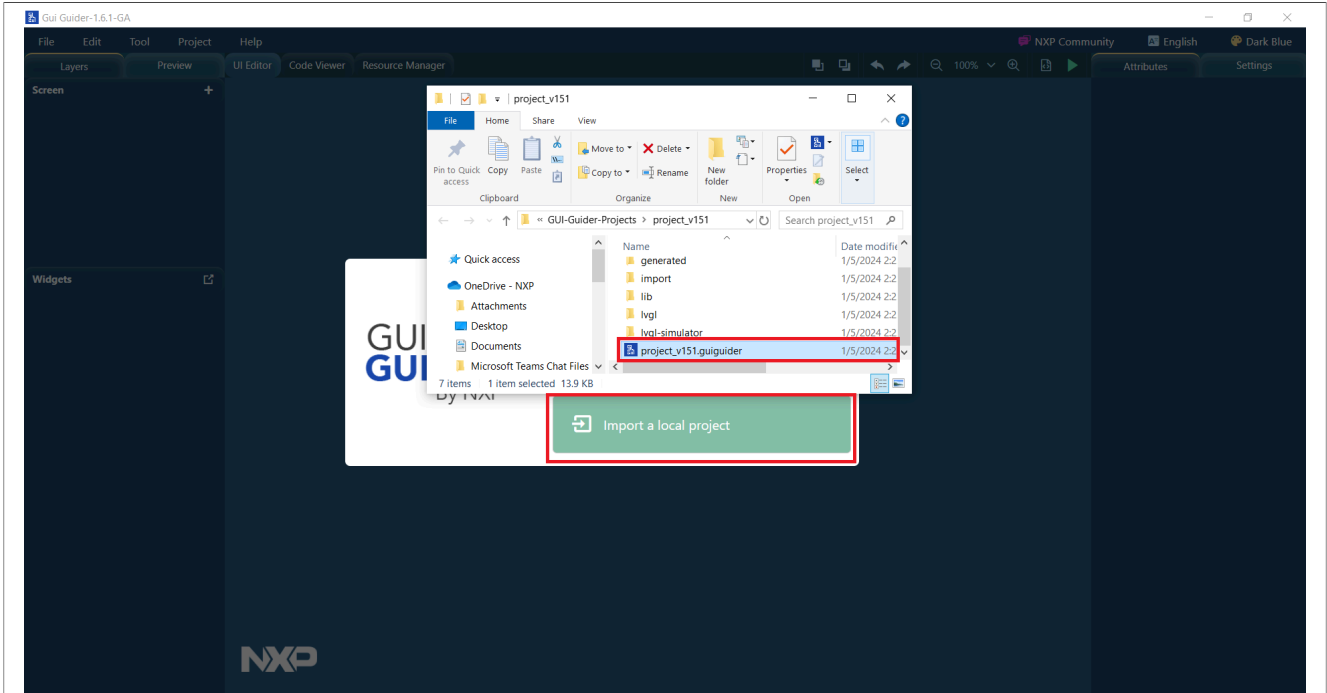 Gui Guider-1.6.1-GA
File Edit Tool Project Help NXP Community English Dark Blue
Layers Preview UI Editor Code Viewer Resource Manager 100% Attributes Settings
Screen +
Widgets
project_v151
File Home Share View
Pin to Quick access
Copy
Paste
Clipboard
Move to
Copy to
Delete
Rename
Organize
New folder
New
Properties
Open
Select
« GUI-Guider-Projects > project_v151
Search project_v151
Quick access
OneDrive - NXP
Attachments
Desktop
Documents
Microsoft Teams Chat Files
Name Date modifie
generated 1/5/2024 2:2
import 1/5/2024 2:2
lib 1/5/2024 2:2
lvgl 1/5/2024 2:2
lvgl-simulator 1/5/2024 2:2
project_v151.guiguider 1/5/2024 2:2
7 items 1 item selected 13.9 KB
GUI
GUI
By NXP
Import a local project
NXP